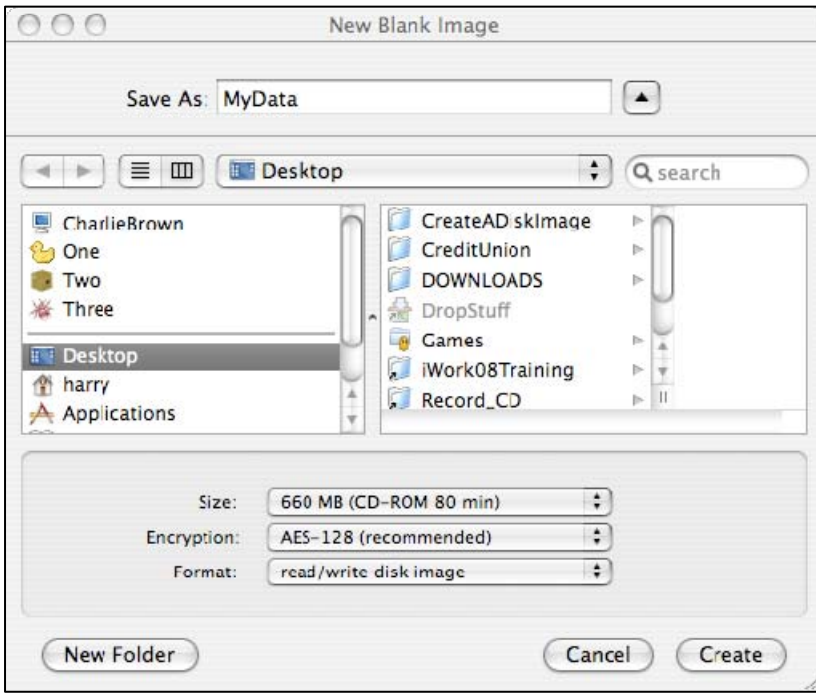 New Blank Image
Save As: MyData
Desktop
search
CharlieBrown
One
Two
Three
Desktop
harry
Applications
CreateADiskImage
CreditUnion
DOWNLOADS
DropStuff
Games
iWork08Training
Record_CD
Size: 660 MB (CD-ROM 80 min)
Encryption: AES-128 (recommended)
Format: read/write disk image
New Folder
Cancel
Create